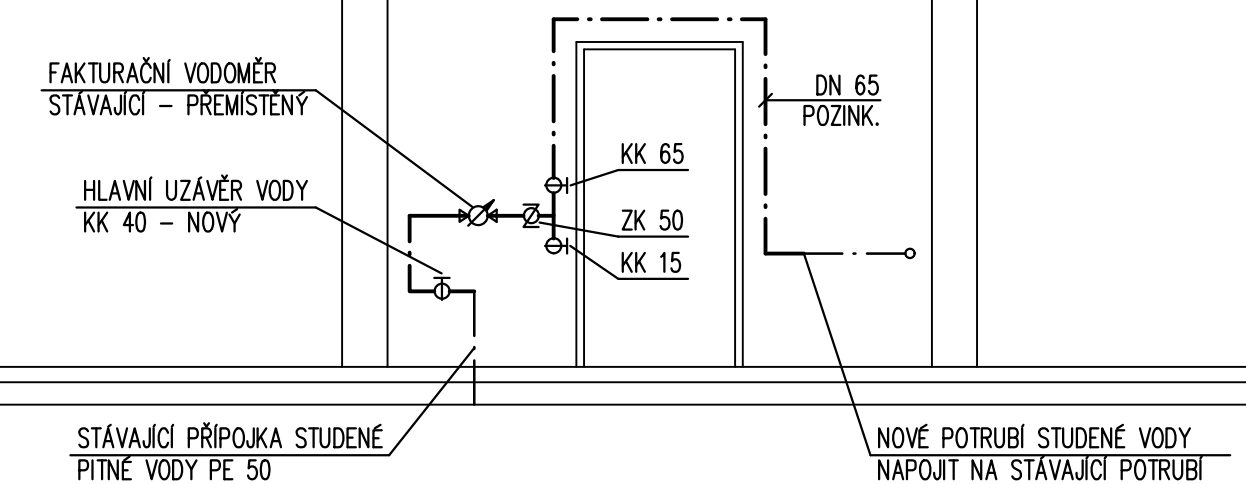 FAKTURAČNÍ VODOMĚR
STÁVAJÍCÍ – PŘEMÍSTĚNÝ
HLAVNÍ UZÁVĚR VODY
KK 40 – NOVÝ
KK 65
ZK 50
KK 15
DN 65
POZINK.
STÁVAJÍCÍ PŘÍPOJKA STUDENÉ
PITNÉ VODY PE 50
NOVÉ POTRUBÍ STUDENÉ VODY
NAPOJIT NA STÁVAJÍCÍ POTRUBÍ